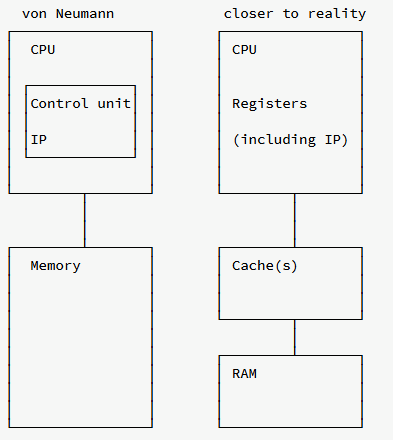 von Neumann
CPU
Control unit
IP
Memory
closer to reality
CPU
Registers
(including IP)
Cache(s)
RAM